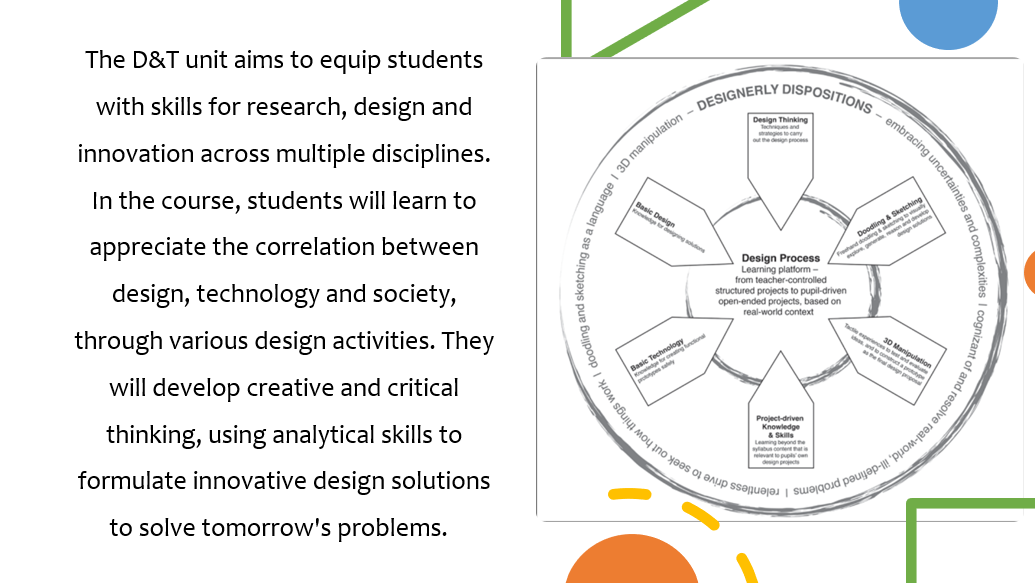 The D&T unit aims to equip students
with skills for research, design and
innovation across multiple disciplines.
In the course, students will learn to
appreciate the correlation between
design, technology and society,
through various design activities. They
will develop creative and critical
thinking, using analytical skills to
formulate innovative design solutions
to solve tomorrow's problems.
DESIGNERLY DISPOSITIONS – embracing uncertainties and complexities | cognizant of and resolve real-world, ill-defined problems | relentless drive to seek out how things work | doodling and sketching as a language | 3D manipulation –
Design Thinking
Techniques and
strategies to carry
out the design process
Doodling & Sketching
Freehand doodling & sketching to visually
explore, generate, reason and develop
design solutions
3D Manipulation
Tactile experiences to test and evaluate
ideas, and to construct a prototype
as the final design proposal
Project-driven
Knowledge
& Skills
Learning beyond the
syllabus content that is
relevant to pupils' own
design projects
Basic Technology
Knowledge for creating functional
prototypes safely
Basic Design
Knowledge for designing solutions
Design Process
Learning platform –
from teacher-controlled
structured projects to pupil-driven
open-ended projects, based on
real-world context